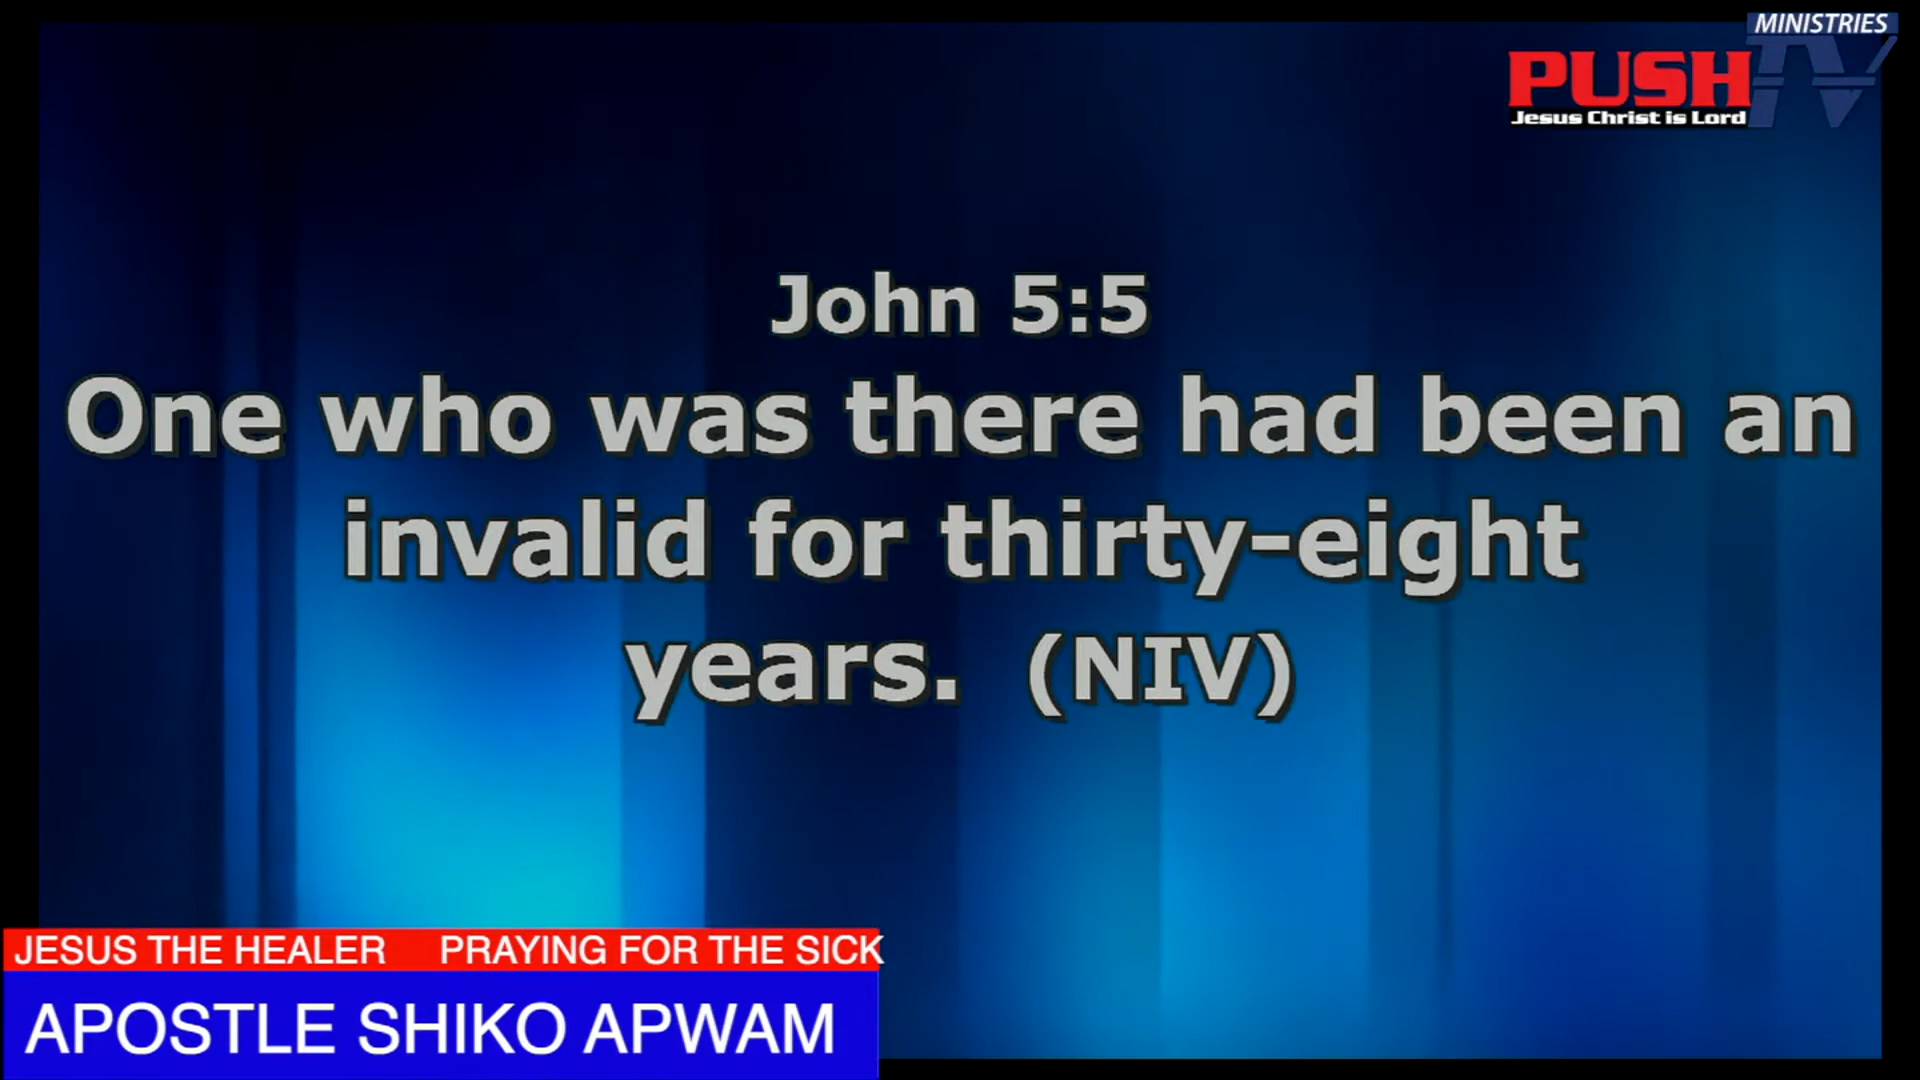 MINISTRIES
PUSH TV
Jesus Christ is Lord
John 5:5
One who was there had been an
invalid for thirty-eight
years. (NIV)
JESUS THE HEALER PRAYING FOR THE SICK
APOSTLE SHIKO APWAM